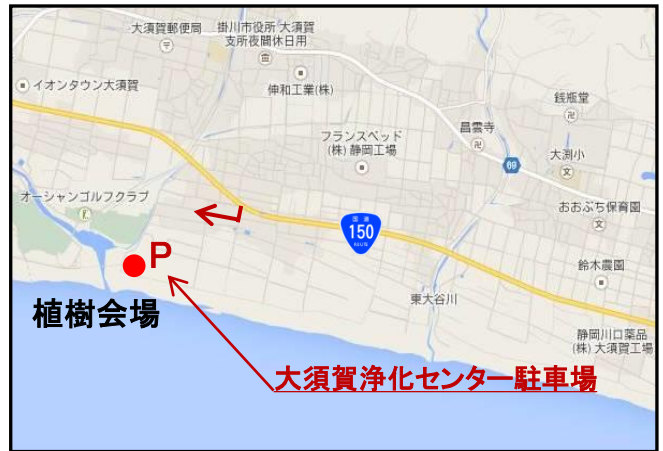 大須賀郵便局
掛川市役所 大須賀
支所夜間休日用
イオンタウン大須賀
伸和工業(株)
銭瓶堂
昌雲寺
フランスベッド
(株) 静岡工場
69
大渕小
オーシャンゴルフクラブ
おおぶち保育園
国道
150
ROUTE
P
鈴木農園
植樹会場
東大谷川
静岡川口薬品
(株) 大須賀工場
大須賀浄化センター駐車場